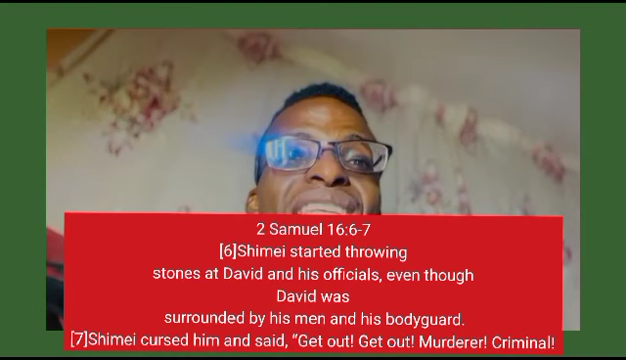 2 Samuel 16:6-7
[6]Shimei started throwing
stones at David and his officials, even though
David was
surrounded by his men and his bodyguard.
[7]Shimei cursed him and said, “Get out! Get out! Murderer! Criminal!